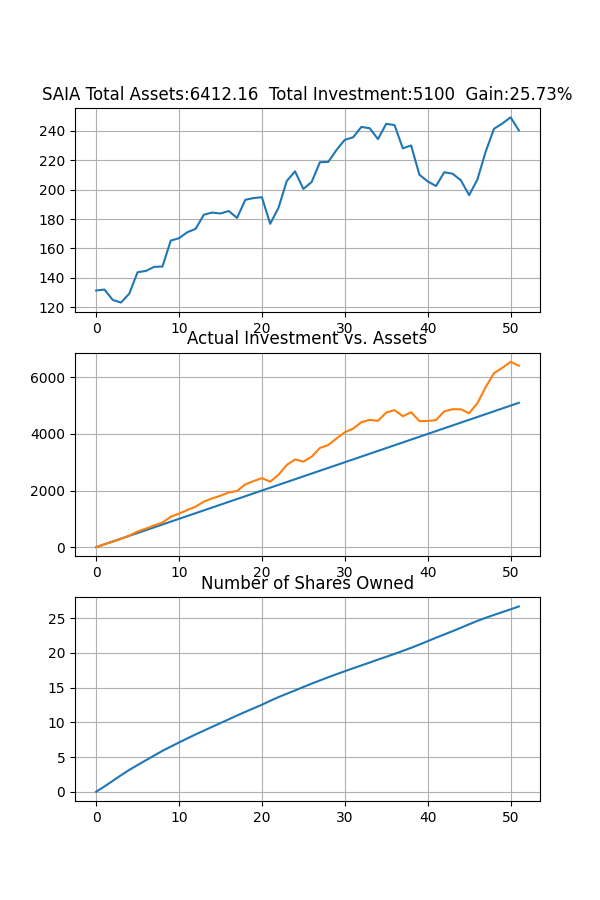 SAIA Total Assets:6412.16  Total Investment:5100  Gain:25.73%
240
220
200
180
160
140
120
0 10 20 30 40 50
Actual Investment vs. Assets
6000
4000
2000
0
0 10 20 30 40 50
Number of Shares Owned
25
20
15
10
5
0
0 10 20 30 40 50